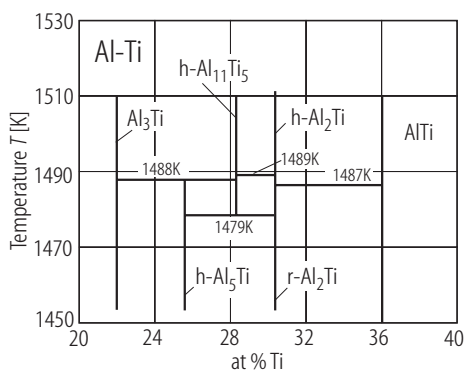 1530
Al-Ti
h-Al11Ti5
1510
Al3Ti
h-Al2Ti
AlTi
1488K
1489K
1487K
1490
1479K
1470
h-Al5Ti
r-Al2Ti
1450
20 24 28 32 36 40
at % Ti
Temperature T [K]